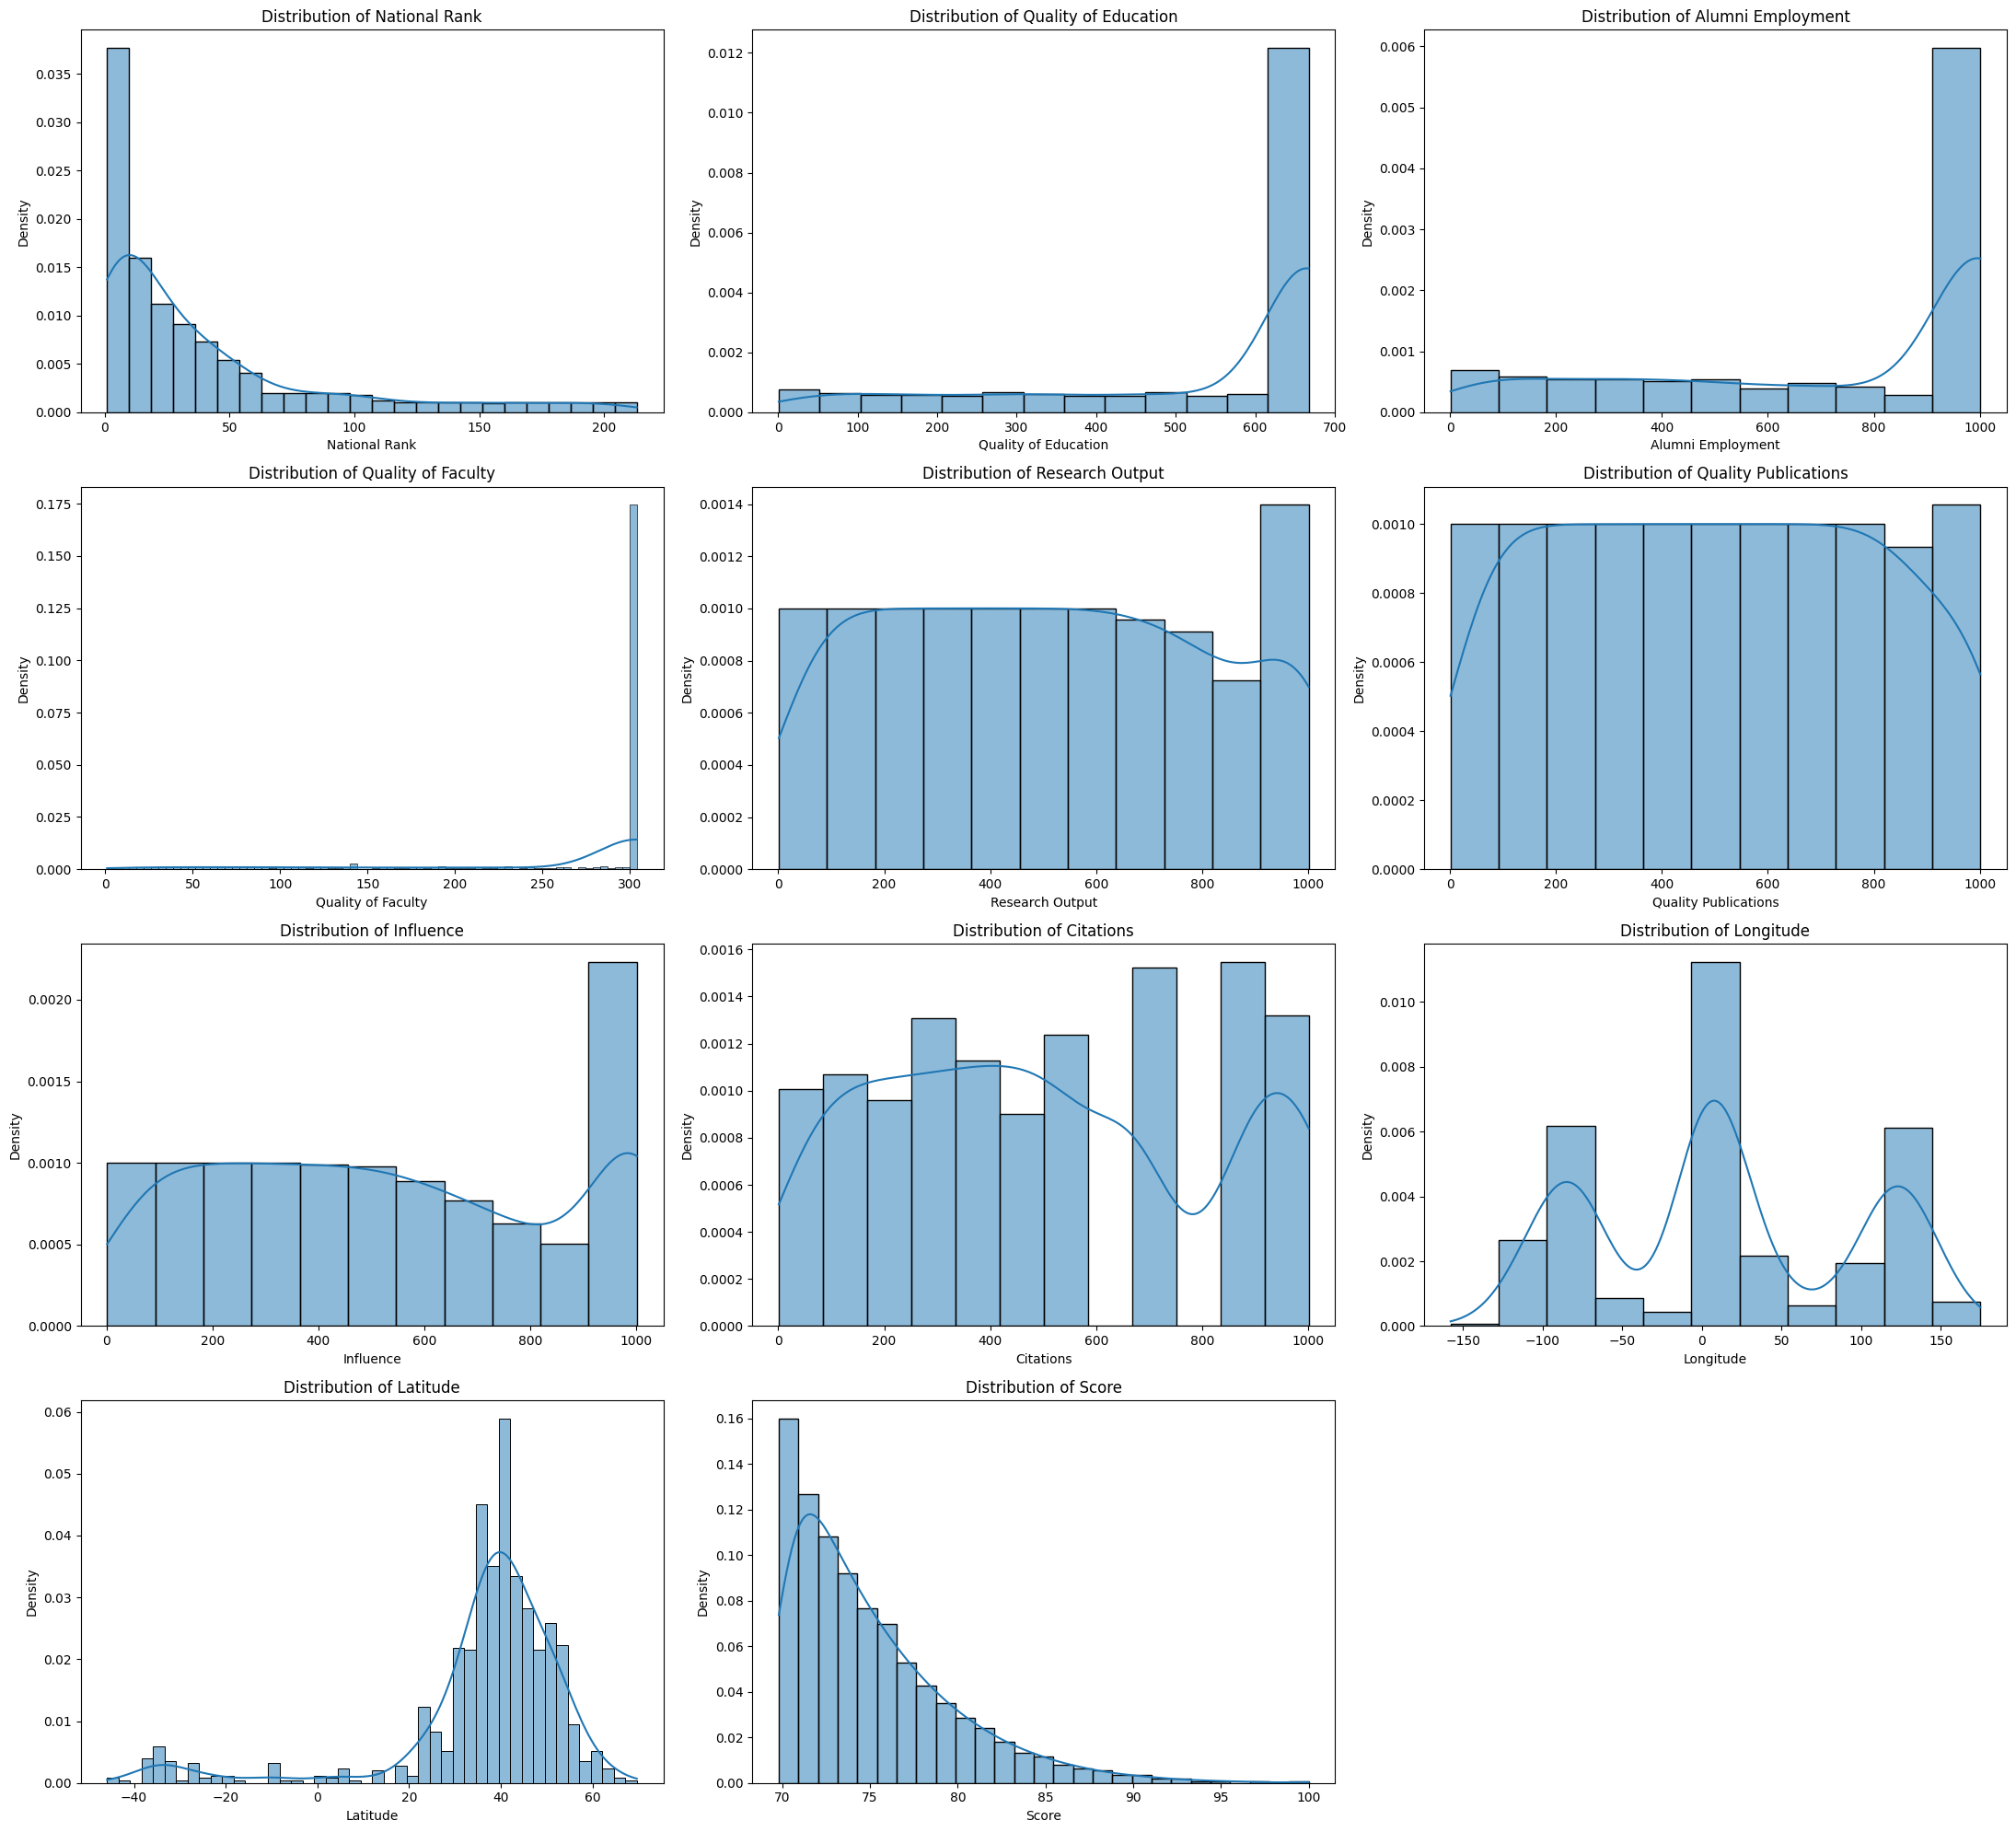 Distribution of National Rank
0.035
0.030
0.025
0.020
0.015
0.010
0.005
0.000
Density
0 50 100 150 200
National Rank
Distribution of Quality of Education
0.012
0.010
0.008
0.006
0.004
0.002
0.000
Density
0 100 200 300 400 500 600 700
Quality of Education
Distribution of Alumni Employment
0.006
0.005
0.004
0.003
0.002
0.001
0.000
Density
0 200 400 600 800 1000
Alumni Employment
Distribution of Quality of Faculty
0.175
0.150
0.125
0.100
0.075
0.050
0.025
0.000
Density
0 50 100 150 200 250 300
Quality of Faculty
Distribution of Research Output
0.0014
0.0012
0.0010
0.0008
0.0006
0.0004
0.0002
0.0000
Density
0 200 400 600 800 1000
Research Output
Distribution of Quality Publications
0.0010
0.0008
0.0006
0.0004
0.0002
0.0000
Density
0 200 400 600 800 1000
Quality Publications
Distribution of Influence
0.0020
0.0015
0.0010
0.0005
0.0000
Density
0 200 400 600 800 1000
Influence
Distribution of Citations
0.0016
0.0014
0.0012
0.0010
0.0008
0.0006
0.0004
0.0002
0.0000
Density
0 200 400 600 800 1000
Citations
Distribution of Longitude
0.010
0.008
0.006
0.004
0.002
0.000
Density
−150 −100 −50 0 50 100 150
Longitude
Distribution of Latitude
0.06
0.05
0.04
0.03
0.02
0.01
0.00
Density
−40 −20 0 20 40 60
Latitude
Distribution of Score
0.16
0.14
0.12
0.10
0.08
0.06
0.04
0.02
0.00
Density
70 75 80 85 90 95 100
Score